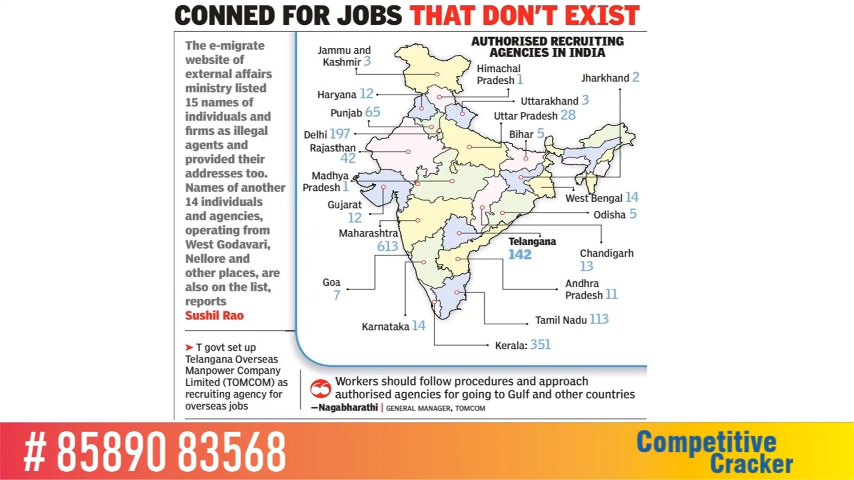 CONNED FOR JOBS THAT DON'T EXIST
The e-migrate
website of
external affairs
ministry listed
15 names of
individuals and
firms as illegal
agents and
provided their
addresses too.
Names of another
14 individuals
and agencies,
operating from
West Godavari,
Nellore and
other places, are
also on the list,
reports
Sushil Rao
➤ T govt set up
Telangana Overseas
Manpower Company
Limited (TOMCOM) as
recruiting agency for
overseas jobs
AUTHORISED RECRUITING
AGENCIES IN INDIA
Jammu and
Kashmir 3
Himachal
Pradesh 1
Jharkhand 2
Haryana 12
Uttarakhand 3
Punjab 65
Uttar Pradesh 28
Delhi 197
Bihar 5
Rajasthan
42
Madhya
Pradesh 1
West Bengal 14
Gujarat
12
Odisha 5
Maharashtra
613
Telangana
142
Chandigarh
13
Goa
7
Andhra
Pradesh 11
Karnataka 14
Tamil Nadu 113
Kerala: 351
Workers should follow procedures and approach
authorised agencies for going to Gulf and other countries
—Nagabharathi | GENERAL MANAGER, TOMCOM
# 85890 83568
Competitive
Cracker